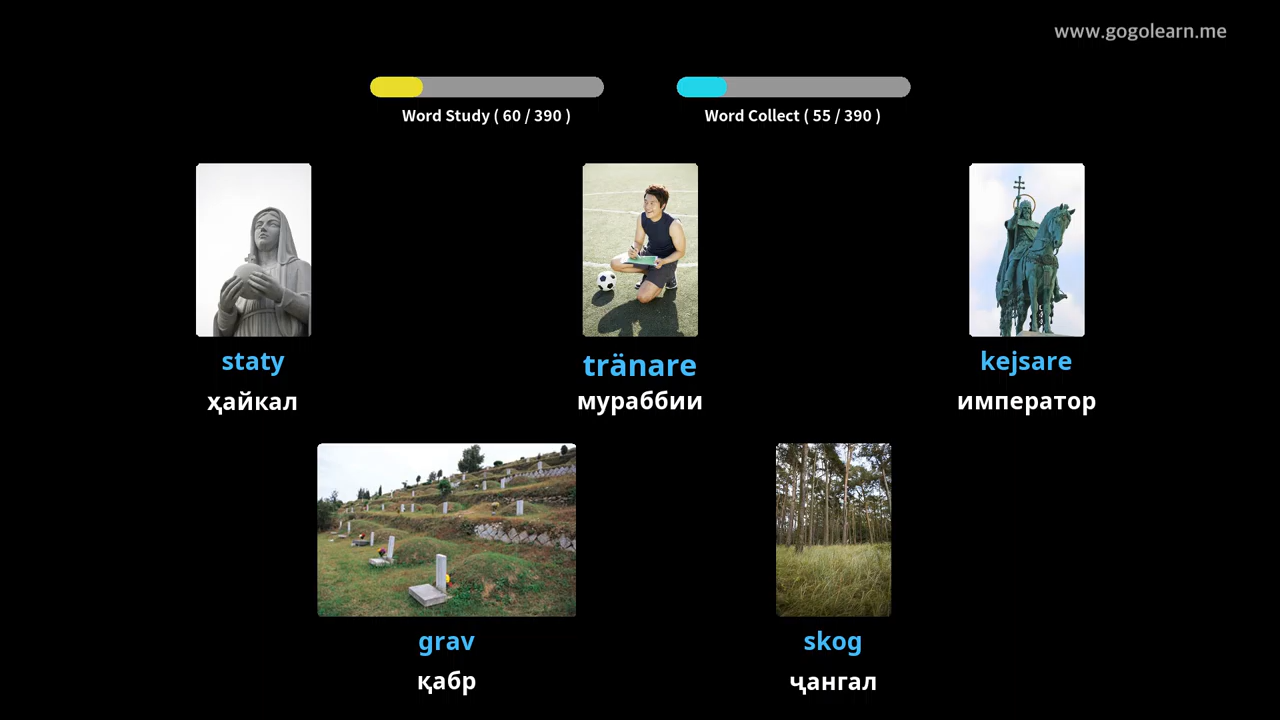 www.gogolearn.me
Word Study ( 60 / 390 )
Word Collect ( 55 / 390 )
staty
tränare
kejsare
ҳайкал
мураббии
император
grav
skog
қабр
ҷангал